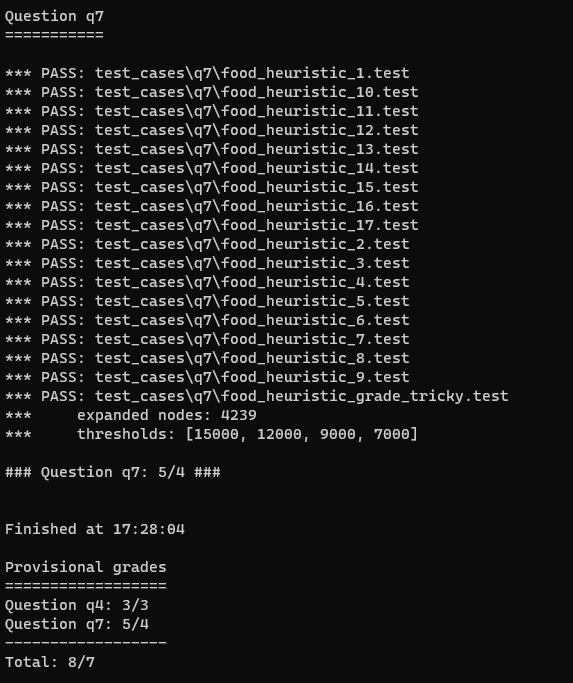 Question q7
===========
*** PASS: test_cases\q7\food_heuristic_1.test
*** PASS: test_cases\q7\food_heuristic_10.test
*** PASS: test_cases\q7\food_heuristic_11.test
*** PASS: test_cases\q7\food_heuristic_12.test
*** PASS: test_cases\q7\food_heuristic_13.test
*** PASS: test_cases\q7\food_heuristic_14.test
*** PASS: test_cases\q7\food_heuristic_15.test
*** PASS: test_cases\q7\food_heuristic_16.test
*** PASS: test_cases\q7\food_heuristic_17.test
*** PASS: test_cases\q7\food_heuristic_2.test
*** PASS: test_cases\q7\food_heuristic_3.test
*** PASS: test_cases\q7\food_heuristic_4.test
*** PASS: test_cases\q7\food_heuristic_5.test
*** PASS: test_cases\q7\food_heuristic_6.test
*** PASS: test_cases\q7\food_heuristic_7.test
*** PASS: test_cases\q7\food_heuristic_8.test
*** PASS: test_cases\q7\food_heuristic_9.test
*** PASS: test_cases\q7\food_heuristic_grade_tricky.test
***     expanded nodes: 4239
***     thresholds: [15000, 12000, 9000, 7000]
### Question q7: 5/4 ###
Finished at 17:28:04
Provisional grades
==================
Question q4: 3/3
Question q7: 5/4
------------------
Total: 8/7